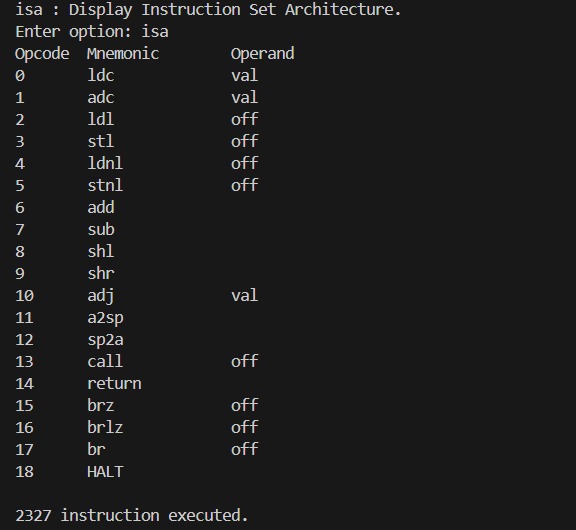 isa : Display Instruction Set Architecture.
Enter option: isa
Opcode  Mnemonic        Operand
0       ldc             val
1       adc             val
2       ldl             off
3       stl             off
4       ldnl            off
5       stnl            off
6       add
7       sub
8       shl
9       shr
10      adj             val
11      a2sp
12      sp2a
13      call            off
14      return
15      brz             off
16      brlz            off
17      br              off
18      HALT
2327 instruction executed.